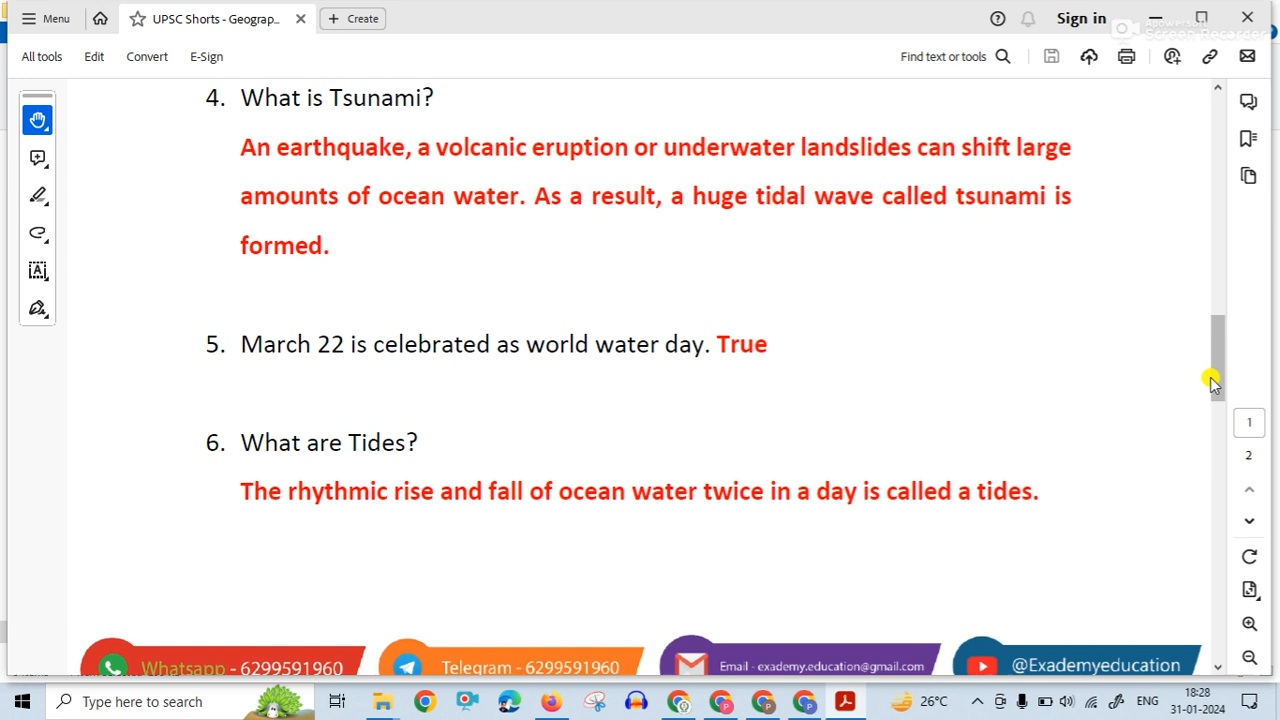 Menu
UPSC Shorts - Geograp...
Create
Sign in
Apowersoft
Screen Recorder
All tools
Edit
Convert
E-Sign
Find text or tools
4. What is Tsunami?
An earthquake, a volcanic eruption or underwater landslides can shift large
amounts of ocean water. As a result, a huge tidal wave called tsunami is
formed.
5. March 22 is celebrated as world water day. True
6. What are Tides?
The rhythmic rise and fall of ocean water twice in a day is called a tides.
1
2
Whatsapp - 6299591960
Telegram - 6299591960
Email - exademy.education@gmail.com
@Exademyeducation
Type here to search
26°C
ENG
18:28
31-01-2024